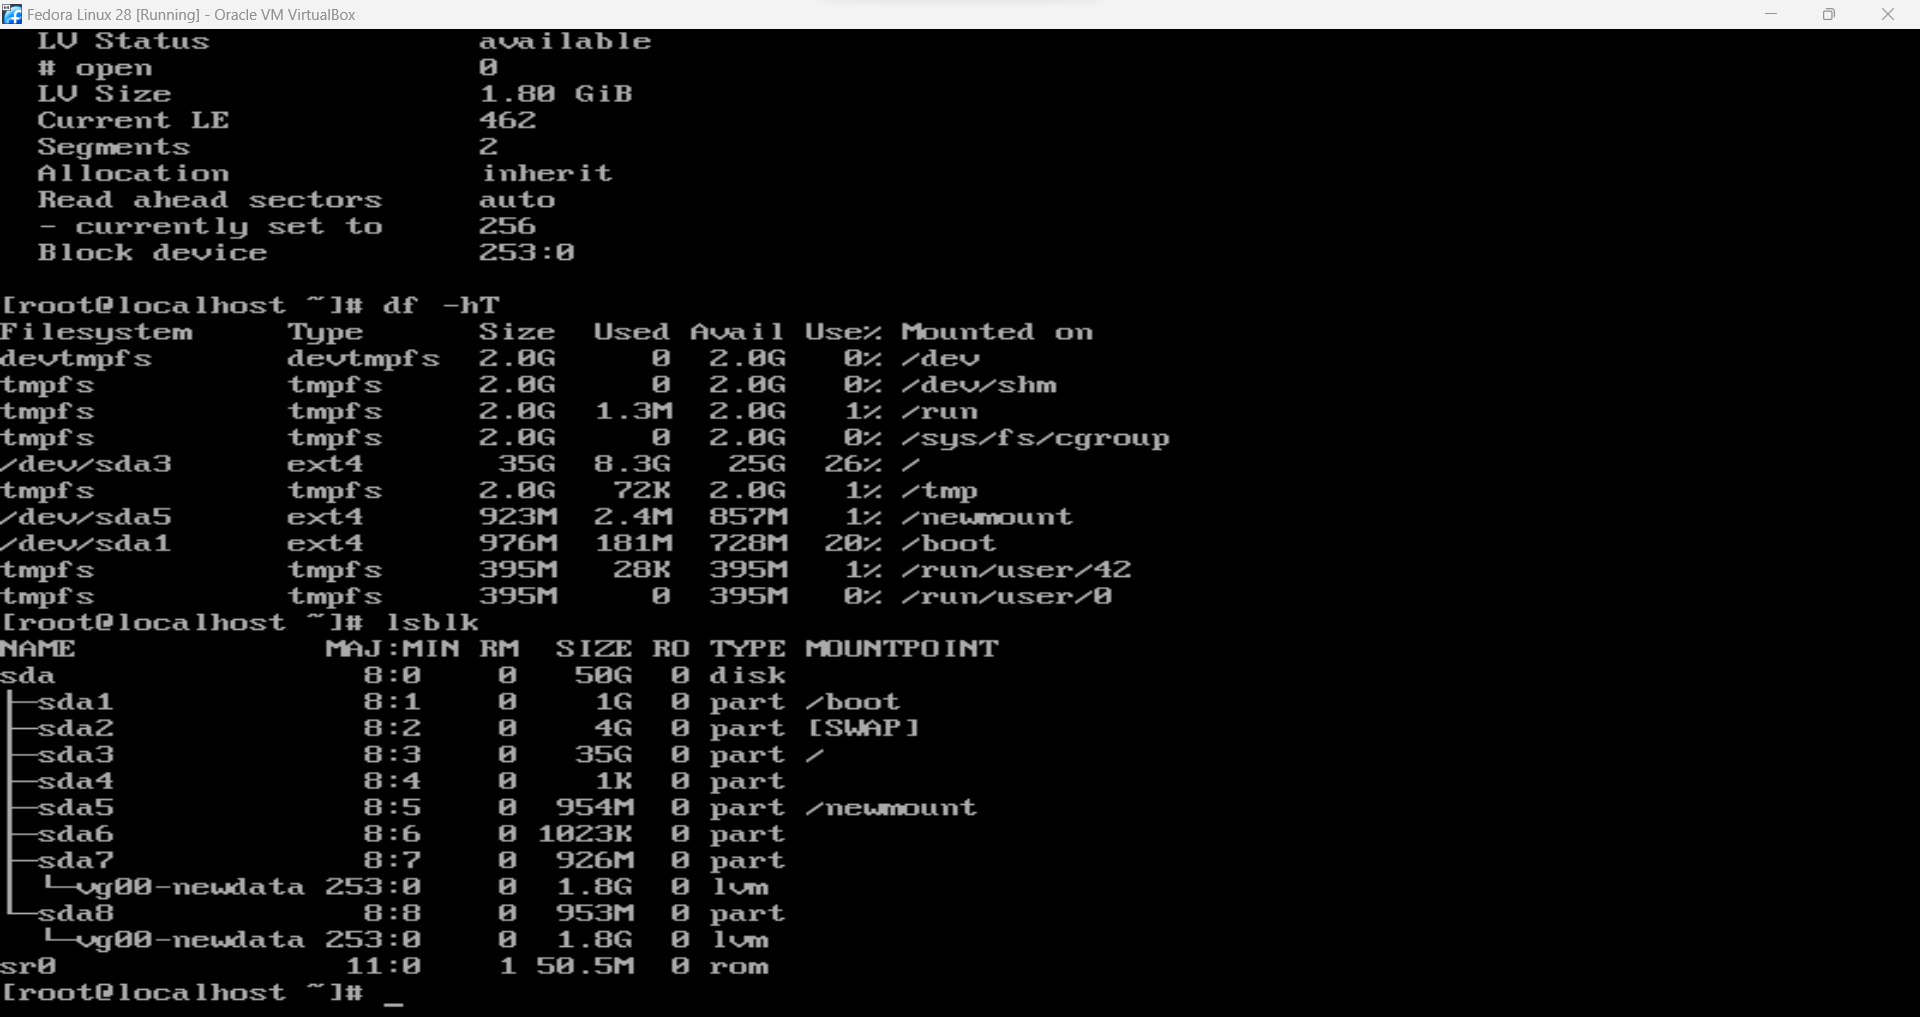 Fedora Linux 28 [Running] - Oracle VM VirtualBox
  LV Status              available
  # open                 0
  LV Size                1.80 GiB
  Current LE             462
  Segments               2
  Allocation             inherit
  Read ahead sectors     auto
  - currently set to     256
  Block device           253:0
[root@localhost ~]# df -hT
Filesystem     Type      Size  Used Avail Use% Mounted on
devtmpfs       devtmpfs  2.0G     0  2.0G   0% /dev
tmpfs          tmpfs     2.0G     0  2.0G   0% /dev/shm
tmpfs          tmpfs     2.0G  1.3M  2.0G   1% /run
tmpfs          tmpfs     2.0G     0  2.0G   0% /sys/fs/cgroup
/dev/sda3      ext4       35G  8.3G   25G  26% /
tmpfs          tmpfs     2.0G   72K  2.0G   1% /tmp
/dev/sda5      ext4      923M  2.4M  857M   1% /newmount
/dev/sda1      ext4      976M  181M  728M  20% /boot
tmpfs          tmpfs     395M   28K  395M   1% /run/user/42
tmpfs          tmpfs     395M     0  395M   0% /run/user/0
[root@localhost ~]# lsblk
NAME             MAJ:MIN RM   SIZE RO TYPE MOUNTPOINT
sda                8:0    0    50G  0 disk
├─sda1             8:1    0     1G  0 part /boot
├─sda2             8:2    0     4G  0 part [SWAP]
├─sda3             8:3    0    35G  0 part /
├─sda4             8:4    0     1K  0 part
├─sda5             8:5    0   954M  0 part /newmount
├─sda6             8:6    0  1023K  0 part
├─sda7             8:7    0   926M  0 part
│ └─vg00-newdata 253:0    0   1.8G  0 lvm
└─sda8             8:8    0   953M  0 part
  └─vg00-newdata 253:0    0   1.8G  0 lvm
sr0               11:0    1  50.5M  0 rom
[root@localhost ~]# _